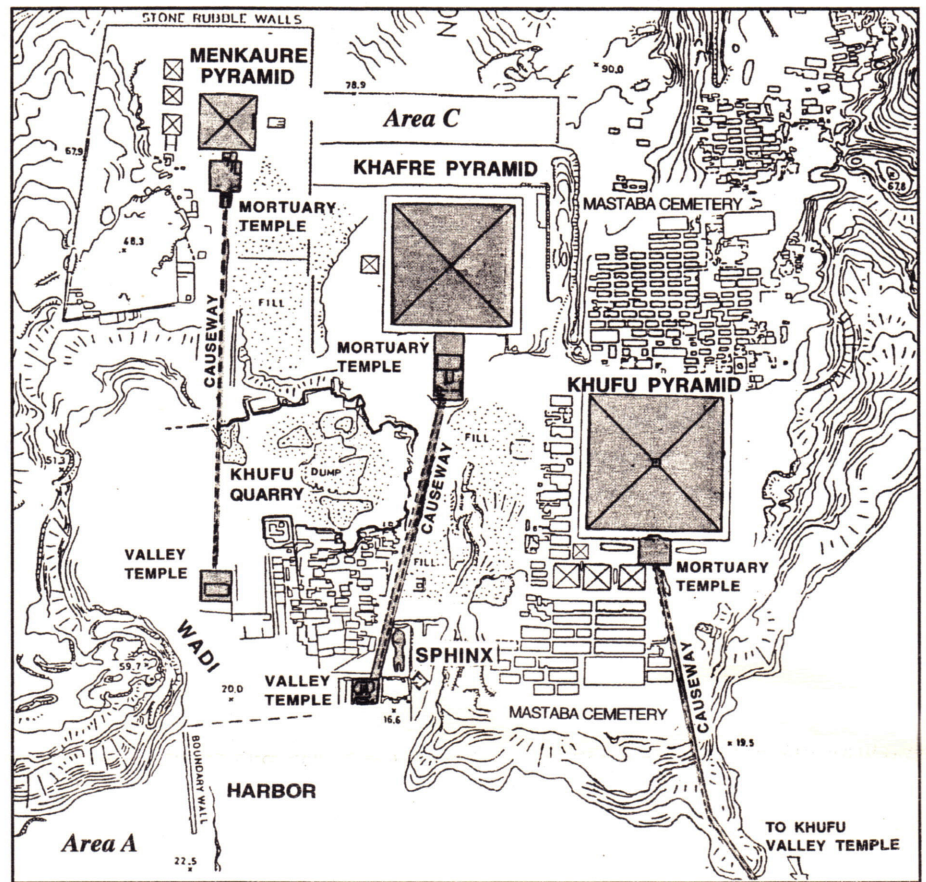 STONE RUBBLE WALLS
MENKAURE
PYRAMID
NO
90.0
78.9
Area C
67.9
KHAFRE PYRAMID
67.8
MASTABA CEMETERY
MORTUARY
TEMPLE
48.3
FILL
CAUSEWAY
MORTUARY
TEMPLE
KHUFU PYRAMID
FILL
CAUSEWAY
51.3
KHUFU
QUARRY
DUMP
VALLEY
TEMPLE
MORTUARY
TEMPLE
FILL
WADI
SPHINX
59.7
20.0
VALLEY
TEMPLE
16.6
MASTABA CEMETERY
CAUSEWAY
19.5
BOUNDARY WALL
HARBOR
Area A
22.5
TO KHUFU
VALLEY TEMPLE